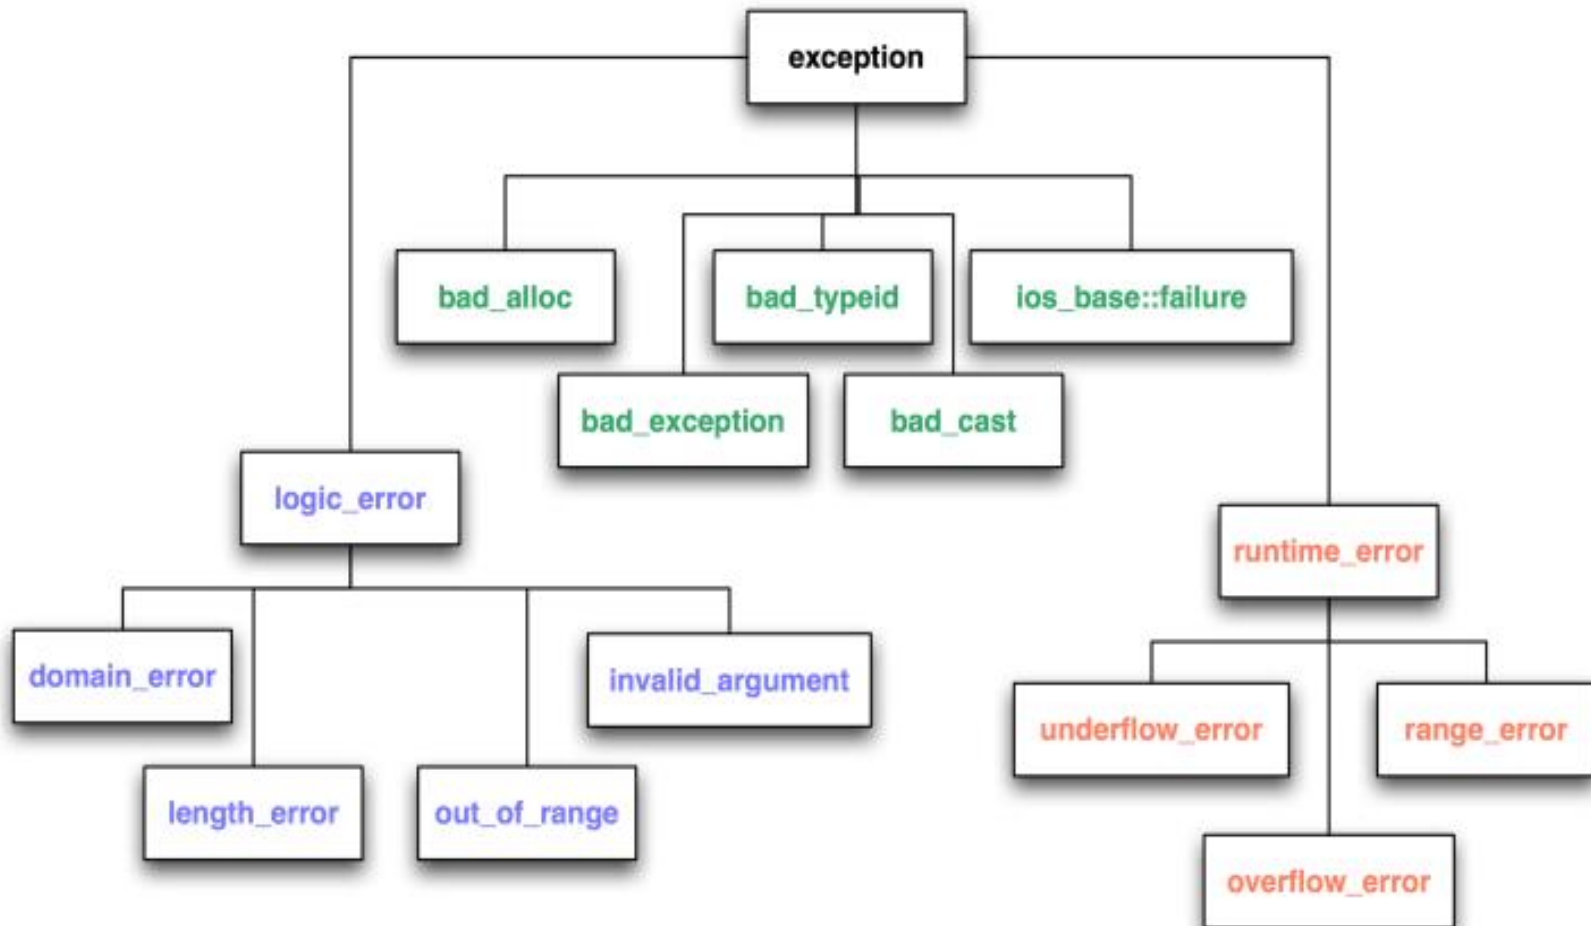 exception
bad_alloc
bad_typeid
ios_base::failure
bad_exception
bad_cast
logic_error
runtime_error
domain_error
invalid_argument
underflow_error
range_error
length_error
out_of_range
overflow_error